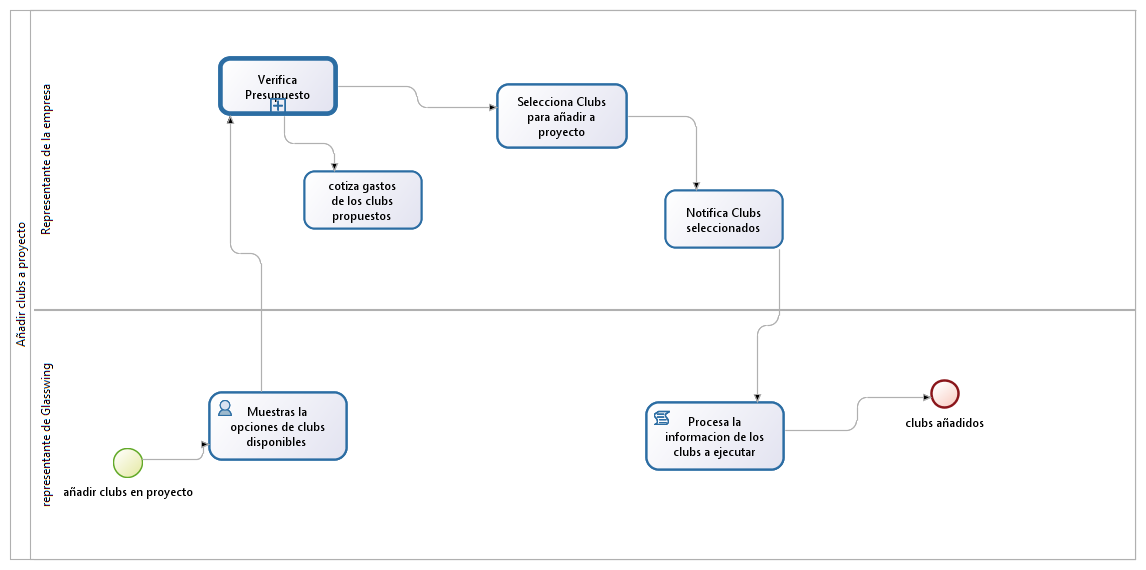 Añadir clubs a proyecto
Representante de la empresa
Verifica
Presupuesto
Selecciona Clubs
para añadir a
proyecto
cotiza gastos
de los clubs
propuestos
Notifica Clubs
seleccionados
representante de Glasswing
Muestras la
opciones de clubs
disponibles
añadir clubs en proyecto
Procesa la
informacion de los
clubs a ejecutar
clubs añadidos